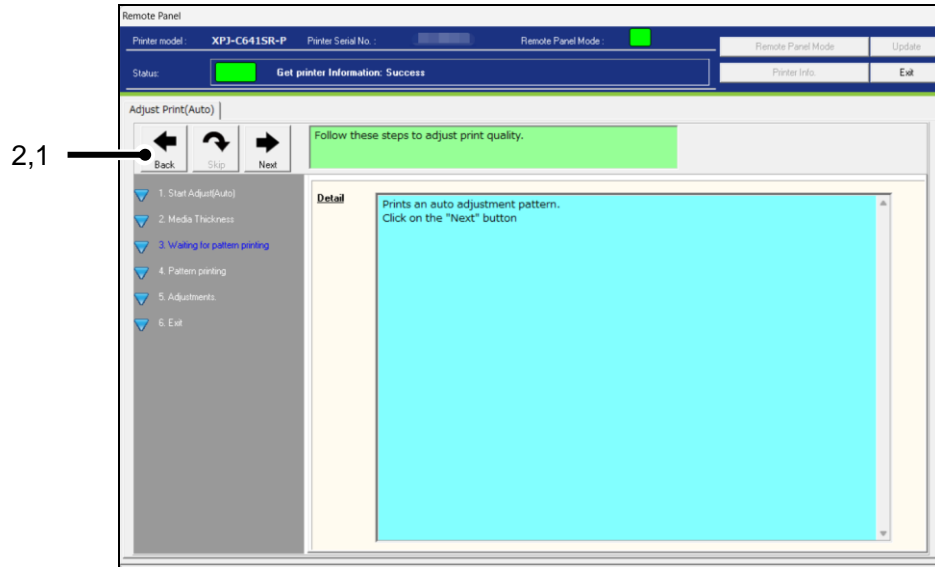 Remote Panel
Printer model : XPJ-C641SR-P Printer Serial No. : Remote Panel Mode :
Remote Panel Mode Update
Status: Get printer Information: Success
Printer Info. Exit
Adjust Print(Auto)
Back Skip Next
Follow these steps to adjust print quality.
2,1
1. Start Adjust(Auto)
2. Media Thickness
3. Waiting for pattern printing
4. Pattern printing
5. Adjustments.
6. Exit
Detail
Prints an auto adjustment pattern.
Click on the "Next" button